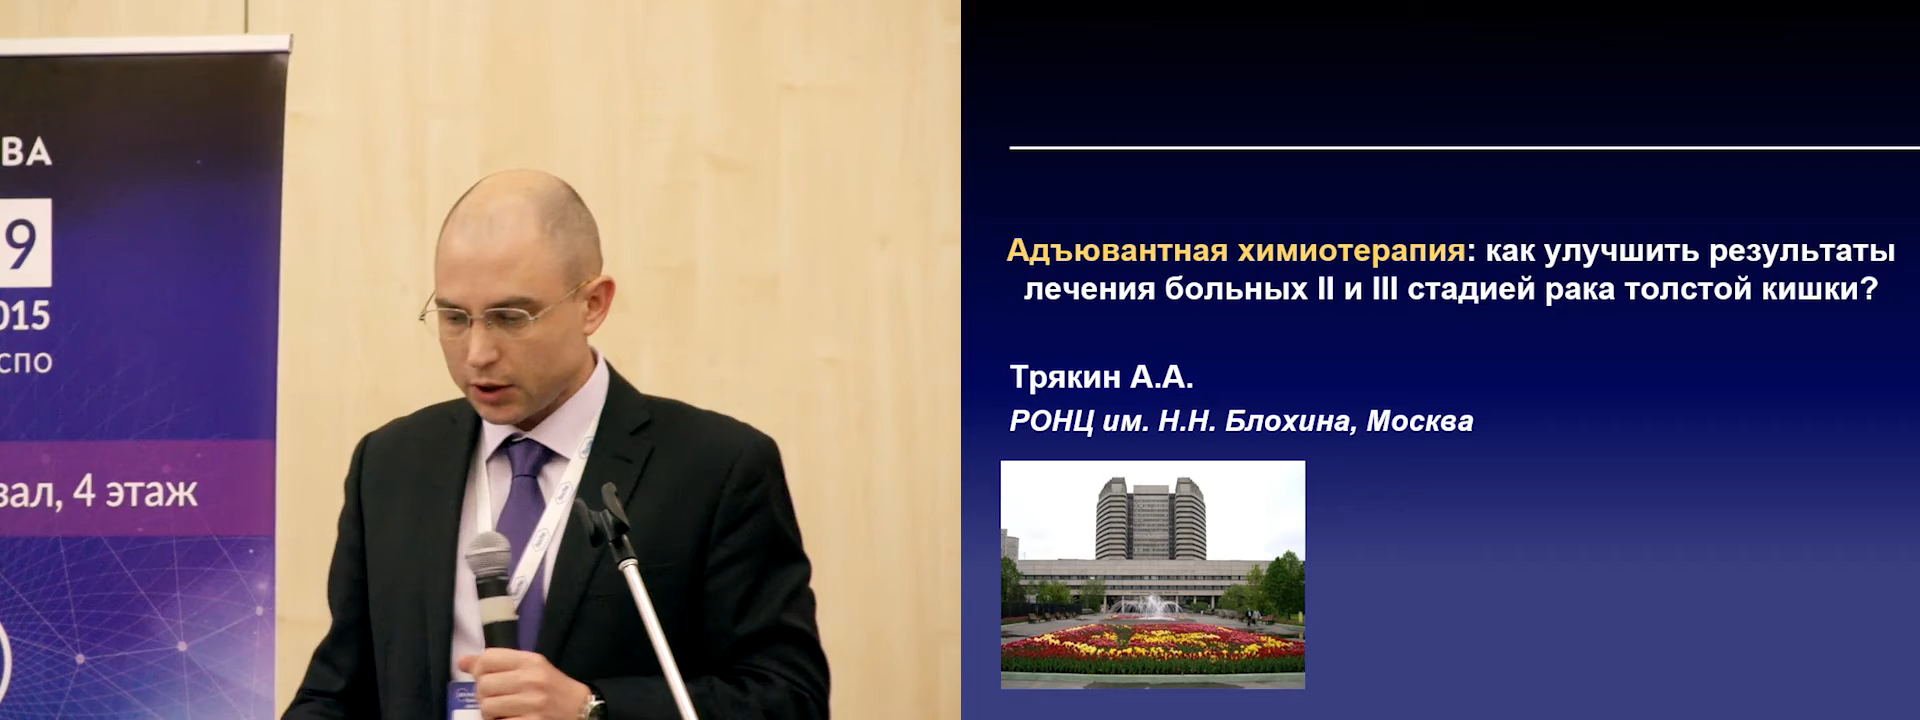 ВА
9
015
спо
зал, 4 этаж
Адъювантная химиотерапия: как улучшить результаты
лечения больных II и III стадией рака толстой кишки?
Трякин А.А.
РОНЦ им. Н.Н. Блохина, Москва